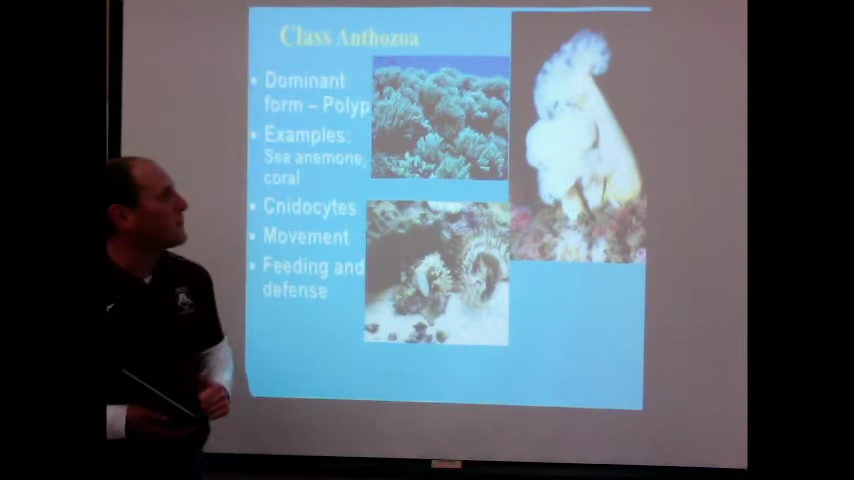 Class Anthozoa
• Dominant
form – Polyp
• Examples:
Sea anemone,
coral
• Cnidocytes
• Movement
• Feeding and
defense